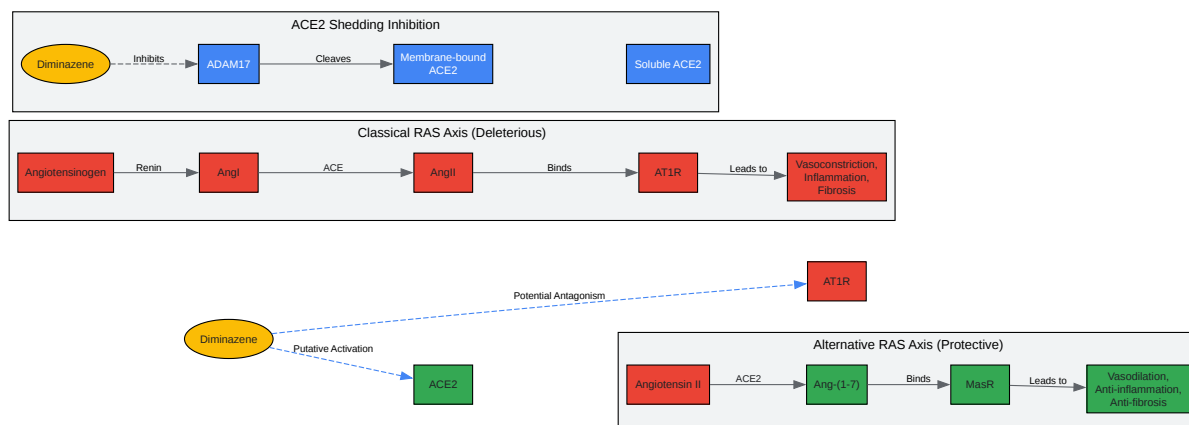 ACE2 Shedding Inhibition
Diminazene
Inhibits
ADAM17
Cleaves
Membrane-bound
ACE2
Soluble ACE2
Classical RAS Axis (Deleterious)
Angiotensinogen
Renin
AngI
ACE
AngII
Binds
AT1R
Leads to
Vasoconstriction,
Inflammation,
Fibrosis
AT1R
Potential Antagonism
Diminazene
Putative Activation
ACE2
Alternative RAS Axis (Protective)
Angiotensin II
ACE2
Ang-(1-7)
Binds
MasR
Leads to
Vasodilation,
Anti-inflammation,
Anti-fibrosis